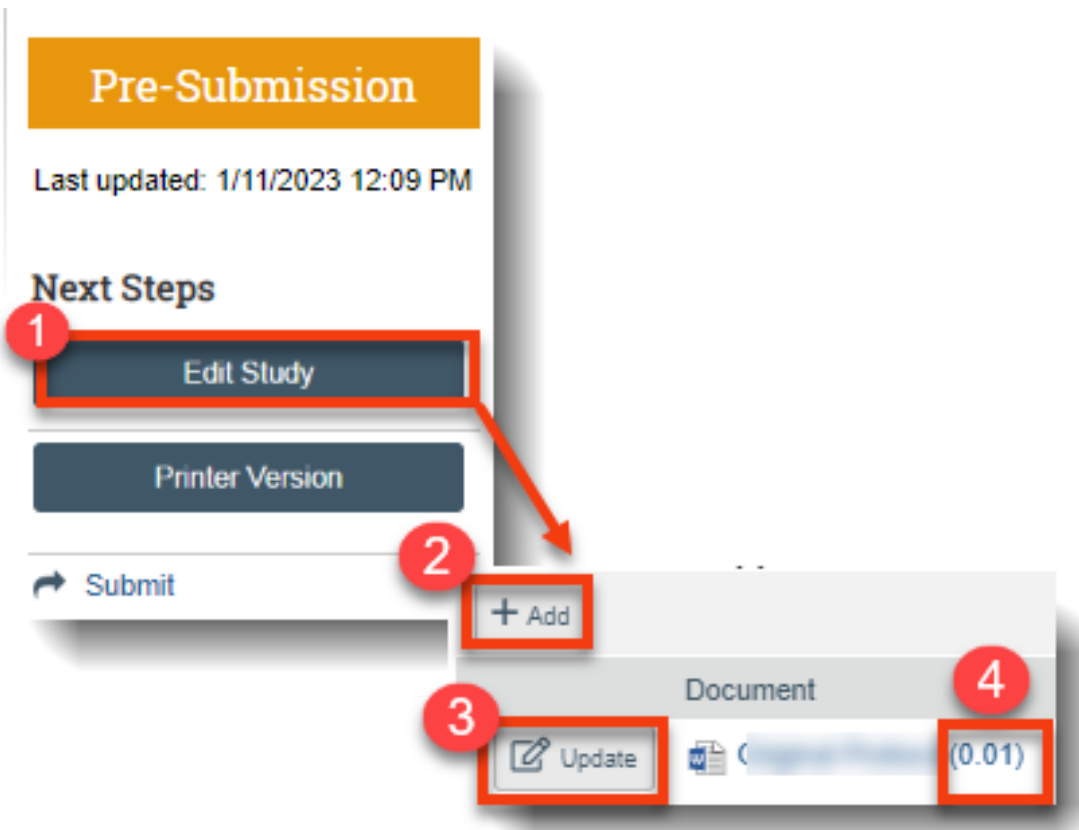 Pre-Submission
Last updated: 1/11/2023 12:09 PM
Next Steps
1
Edit Study
Printer Version
2
Submit
+ Add
Document
4
3
Update
(0.01)